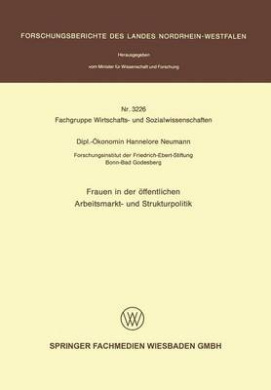 FORSCHUNGSBERICHTE DES LANDES NORDRHEIN-WESTFALEN
Herausgegeben
vom Minister für Wissenschaft und Forschung
Nr. 3226
Fachgruppe Wirtschafts- und Sozialwissenschaften
Dipl.-Ökonomin Hannelore Neumann
Forschungsinstitut der Friedrich-Ebert-Stiftung
Bonn-Bad Godesberg
Frauen in der öffentlichen
Arbeitsmarkt- und Strukturpolitik
SPRINGER FACHMEDIEN WIESBADEN GMBH